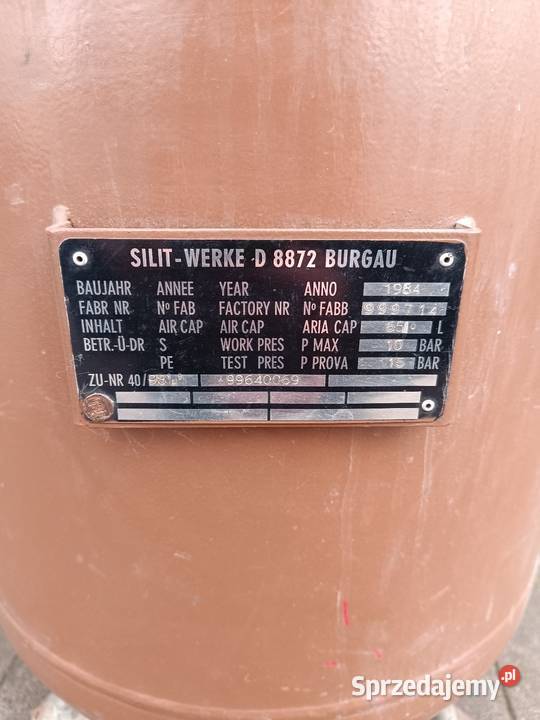 SILIT-WERKE D 8872 BURGAU
BAUJAHR ANNEE YEAR ANNO 1984
FABR NR Nº FAB FACTORY NR Nº FABB
INHALT AIR CAP AIR CAP ARIA CAP L
BETR.-Ü-DR S WORK PRES P MAX 10 BAR
PE TEST PRES P PROVA 15 BAR
ZU-NR 40/ 99640069
Sprzedajemy.pl